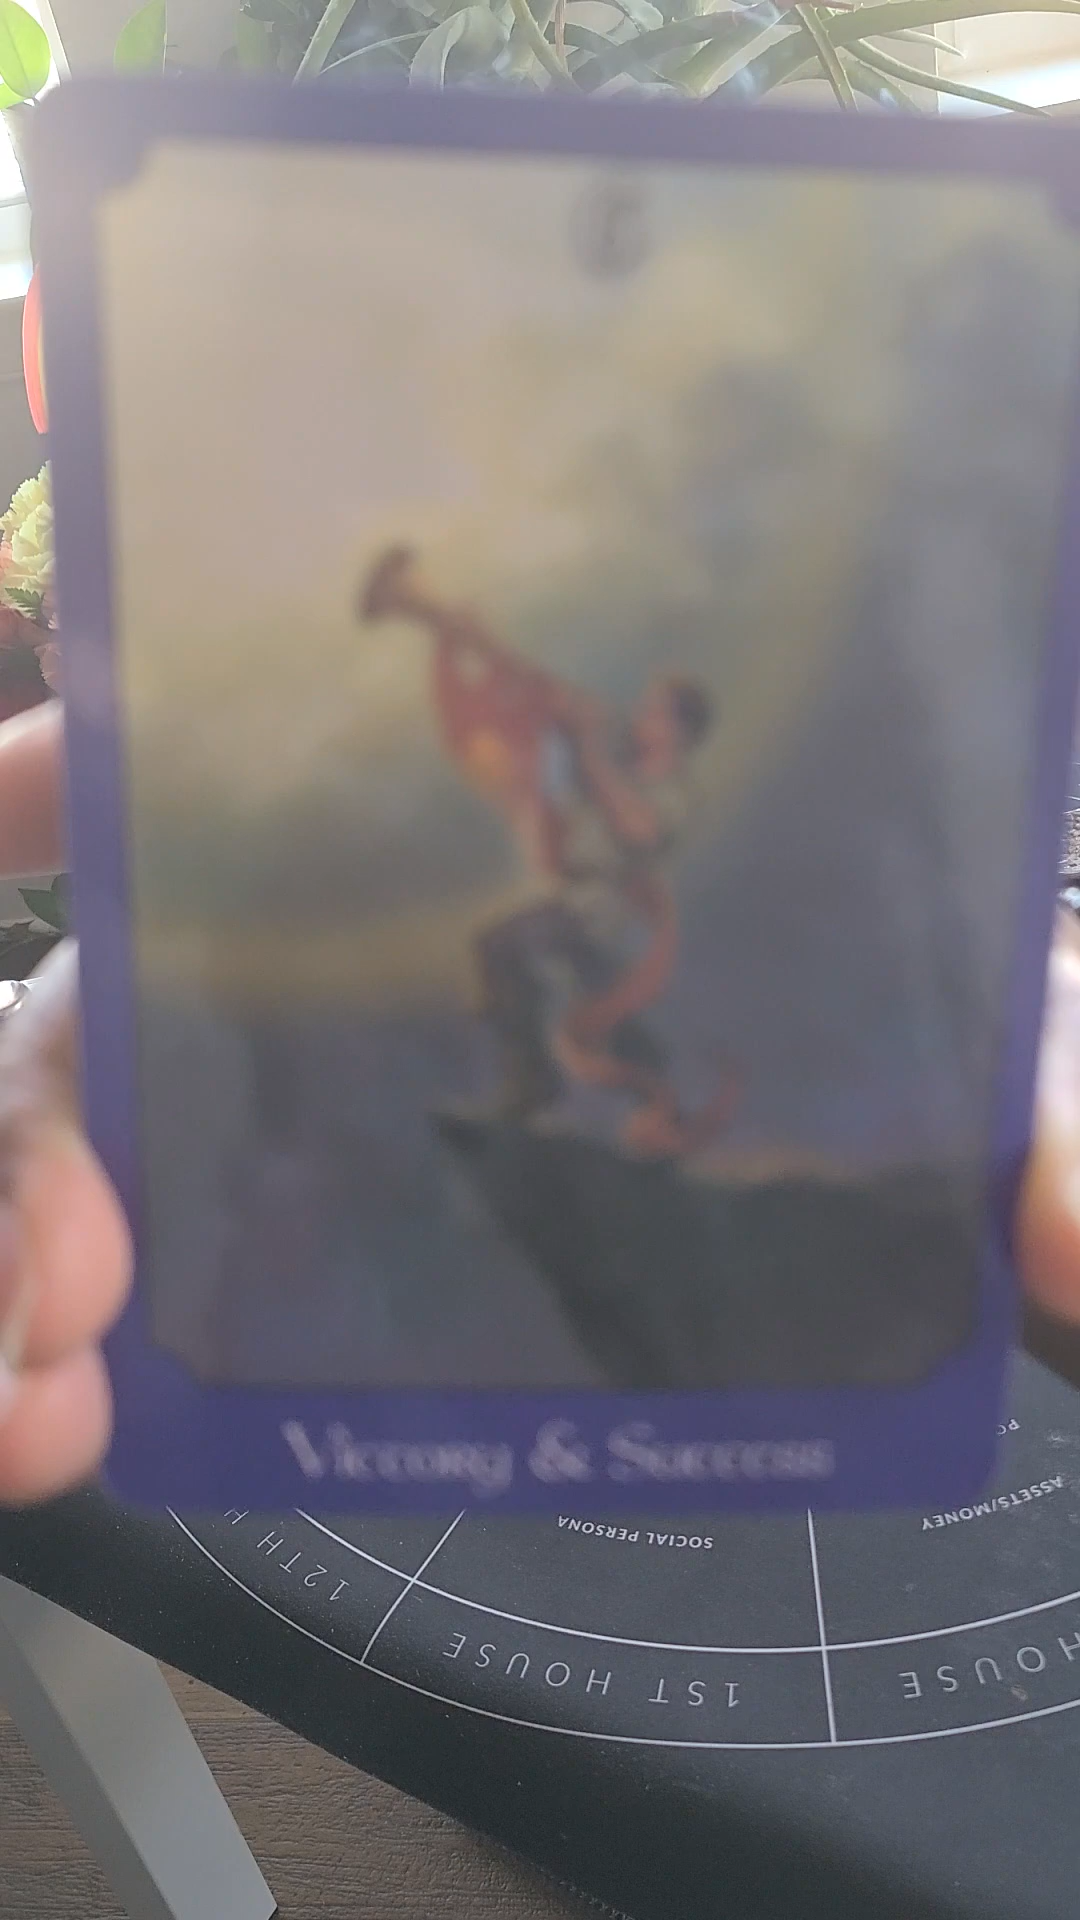 Victory & Success
SOCIAL PERSONA
ASSETS/MONEY
12TH H
1ST HOUSE
HOUSE